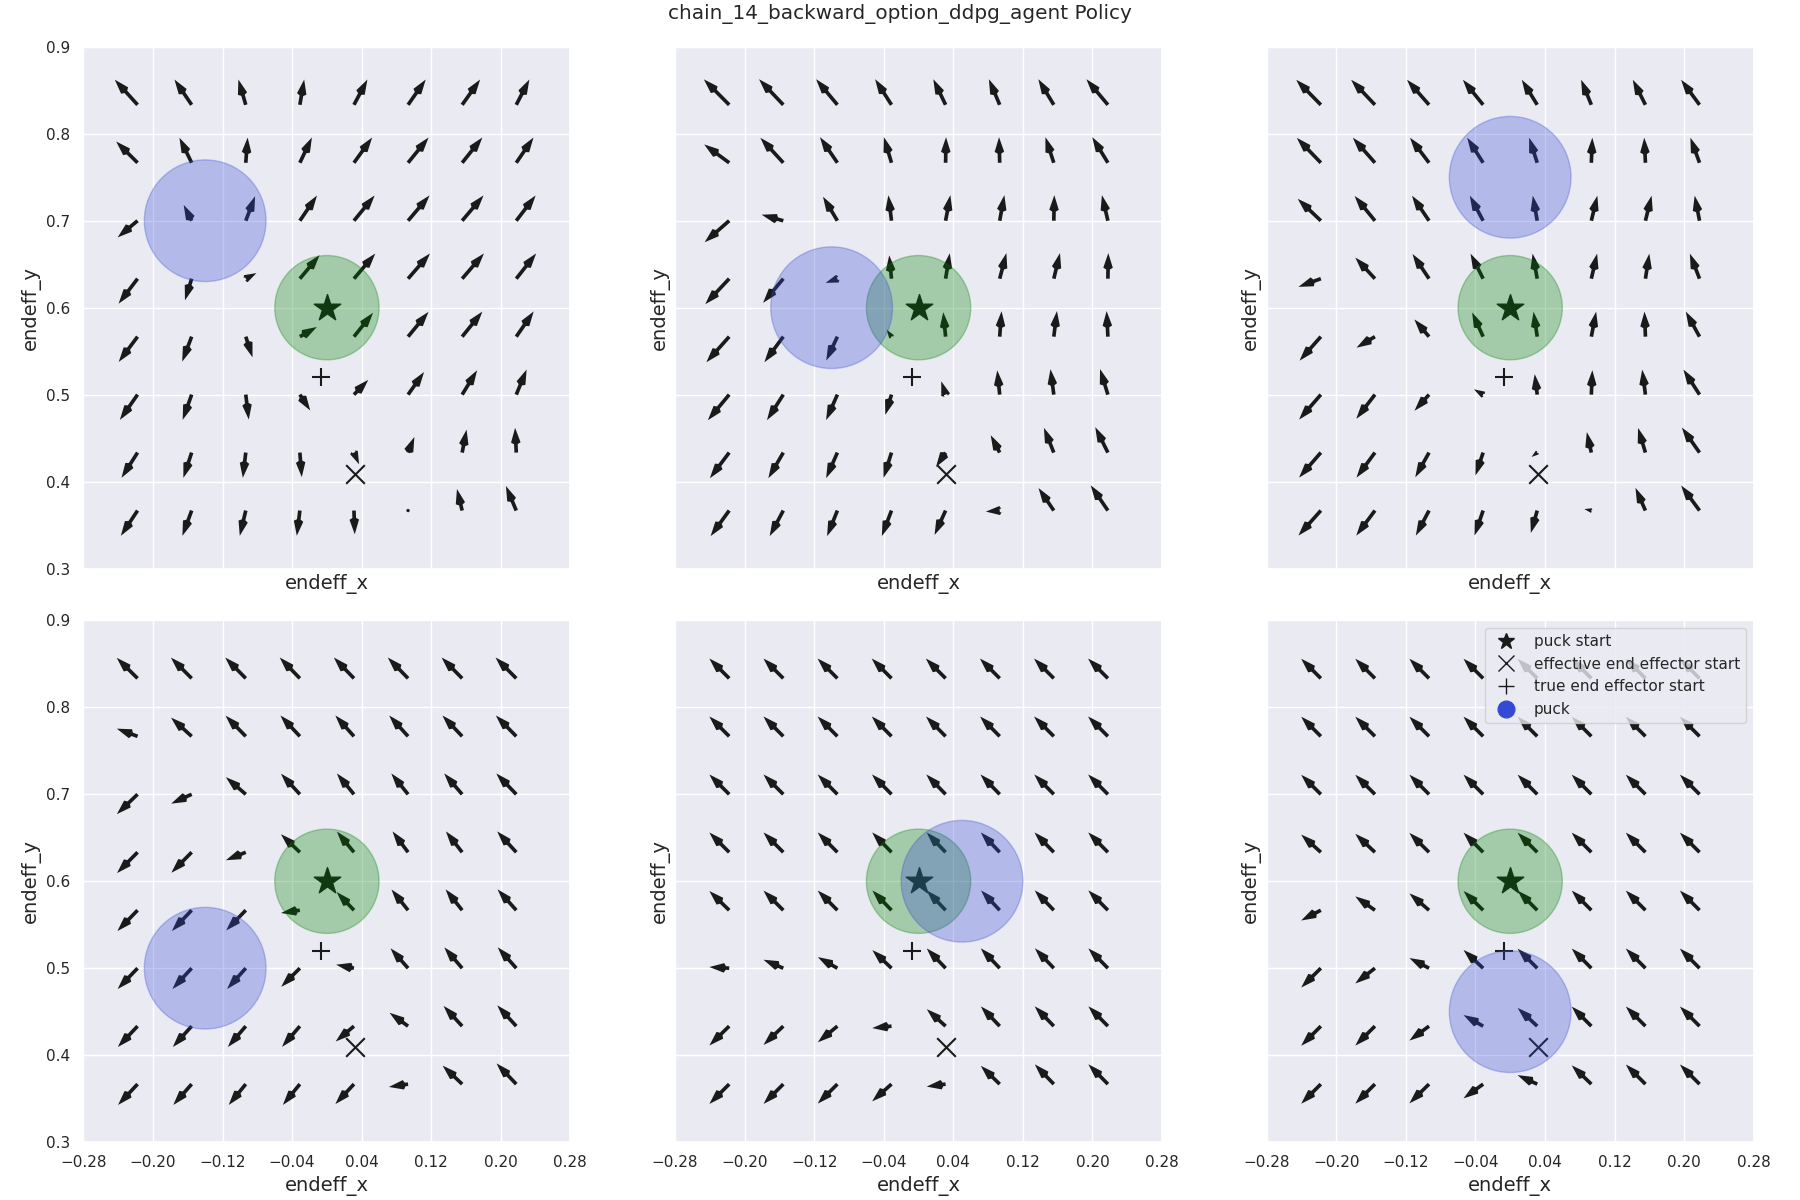 chain_14_backward_option_ddpg_agent Policy
0.9
0.8
0.7
0.6
0.5
0.4
0.3
endeff_y
endeff_x
endeff_y
endeff_x
endeff_y
endeff_x
0.9
0.8
0.7
0.6
0.5
0.4
0.3
endeff_y
−0.28 −0.20 −0.12 −0.04 0.04 0.12 0.20 0.28
endeff_x
endeff_y
−0.28 −0.20 −0.12 −0.04 0.04 0.12 0.20 0.28
endeff_x
puck start
effective end effector start
true end effector start
puck
endeff_y
−0.28 −0.20 −0.12 −0.04 0.04 0.12 0.20 0.28
endeff_x